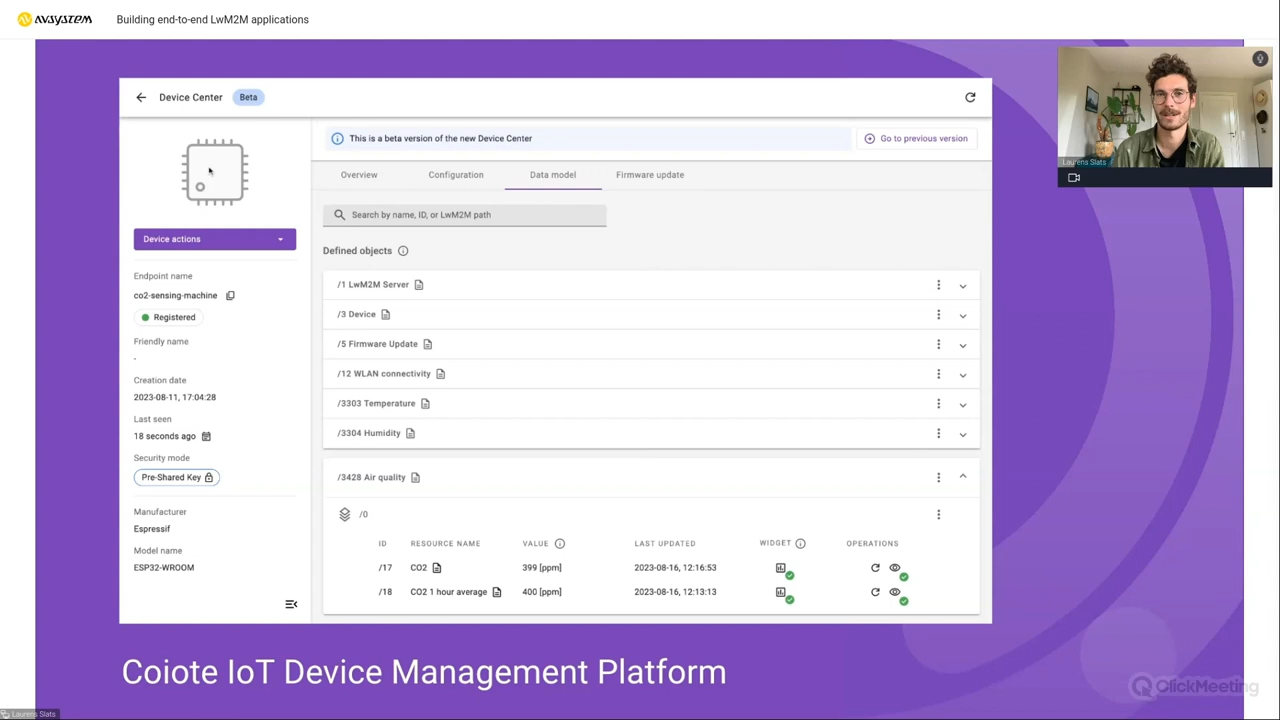 AVSYSTEM
Building end-to-end LwM2M applications
Device Center
Beta
This is a beta version of the new Device Center
Go to previous version
Overview
Configuration
Data model
Firmware update
Search by name, ID, or LwM2M path
Device actions
Defined objects
Endpoint name
co2-sensing-machine
Registered
Friendly name
-
Creation date
2023-08-11, 17:04:28
Last seen
18 seconds ago
Security mode
Pre-Shared Key
Manufacturer
Espressif
Model name
ESP32-WROOM
/1 LwM2M Server
/3 Device
/5 Firmware Update
/12 WLAN connectivity
/3303 Temperature
/3304 Humidity
/3428 Air quality
/0
ID RESOURCE NAME VALUE LAST UPDATED WIDGET OPERATIONS
/17 CO2 399 [ppm] 2023-08-16, 12:16:53
/18 CO2 1 hour average 400 [ppm] 2023-08-16, 12:13:13
Coiote IoT Device Management Platform
Laurens Slats
ClickMeeting
Laurens Slats